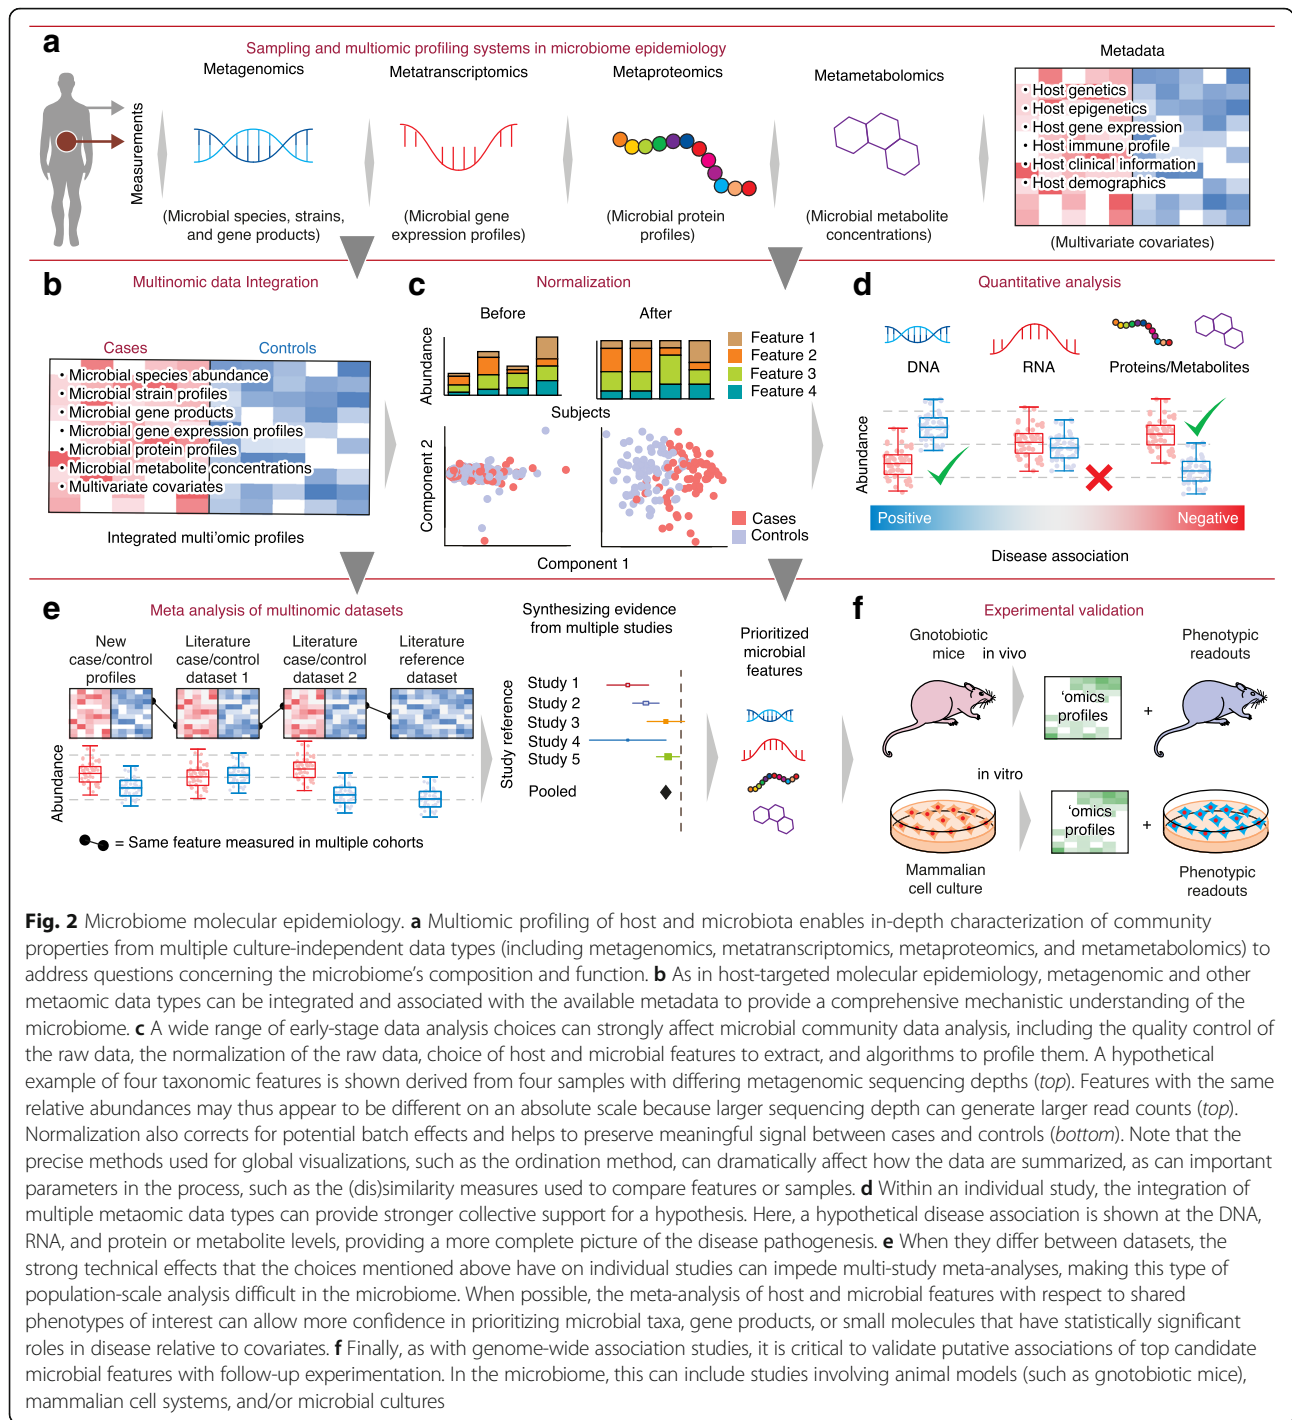 a
Sampling and multiomic profiling systems in microbiome epidemiology
Measurements
Metagenomics
(Microbial species, strains,
and gene products)
Metatranscriptomics
(Microbial gene
expression profiles)
Metaproteomics
(Microbial protein
profiles)
Metametabolomics
(Microbial metabolite
concentrations)
Metadata
• Host genetics
• Host epigenetics
• Host gene expression
• Host immune profile
• Host clinical information
• Host demographics
(Multivariate covariates)
b
Multinomic data Integration
Cases
Controls
• Microbial species abundance
• Microbial strain profiles
• Microbial gene products
• Microbial gene expression profiles
• Microbial protein profiles
• Microbial metabolite concentrations
• Multivariate covariates
Integrated multi'omic profiles
c
Normalization
Before
After
Abundance
Subjects
Feature 1
Feature 2
Feature 3
Feature 4
Component 2
Component 1
Cases
Controls
d
Quantitative analysis
DNA
RNA
Proteins/Metabolites
Abundance
Positive
Negative
Disease association
e
Meta analysis of multinomic datasets
New
case/control
profiles
Literature
case/control
dataset 1
Literature
case/control
dataset 2
Literature
reference
dataset
Abundance
= Same feature measured in multiple cohorts
Synthesizing evidence
from multiple studies
Study reference
Study 1
Study 2
Study 3
Study 4
Study 5
Pooled
Prioritized
microbial
features
f
Experimental validation
Gnotobiotic
mice
in vivo
'omics
profiles
+
Phenotypic
readouts
in vitro
Mammalian
cell culture
'omics
profiles
+
Phenotypic
readouts
Fig. 2 Microbiome molecular epidemiology. a Multiomic profiling of host and microbiota enables in-depth characterization of community
properties from multiple culture-independent data types (including metagenomics, metatranscriptomics, metaproteomics, and metametabolomics) to
address questions concerning the microbiome's composition and function. b As in host-targeted molecular epidemiology, metagenomic and other
metaomic data types can be integrated and associated with the available metadata to provide a comprehensive mechanistic understanding of the
microbiome. c A wide range of early-stage data analysis choices can strongly affect microbial community data analysis, including the quality control of
the raw data, the normalization of the raw data, choice of host and microbial features to extract, and algorithms to profile them. A hypothetical
example of four taxonomic features is shown derived from four samples with differing metagenomic sequencing depths (top). Features with the same
relative abundances may thus appear to be different on an absolute scale because larger sequencing depth can generate larger read counts (top).
Normalization also corrects for potential batch effects and helps to preserve meaningful signal between cases and controls (bottom). Note that the
precise methods used for global visualizations, such as the ordination method, can dramatically affect how the data are summarized, as can important
parameters in the process, such as the (dis)similarity measures used to compare features or samples. d Within an individual study, the integration of
multiple metaomic data types can provide stronger collective support for a hypothesis. Here, a hypothetical disease association is shown at the DNA,
RNA, and protein or metabolite levels, providing a more complete picture of the disease pathogenesis. e When they differ between datasets, the
strong technical effects that the choices mentioned above have on individual studies can impede multi-study meta-analyses, making this type of
population-scale analysis difficult in the microbiome. When possible, the meta-analysis of host and microbial features with respect to shared
phenotypes of interest can allow more confidence in prioritizing microbial taxa, gene products, or small molecules that have statistically significant
roles in disease relative to covariates. f Finally, as with genome-wide association studies, it is critical to validate putative associations of top candidate
microbial features with follow-up experimentation. In the microbiome, this can include studies involving animal models (such as gnotobiotic mice),
mammalian cell systems, and/or microbial cultures